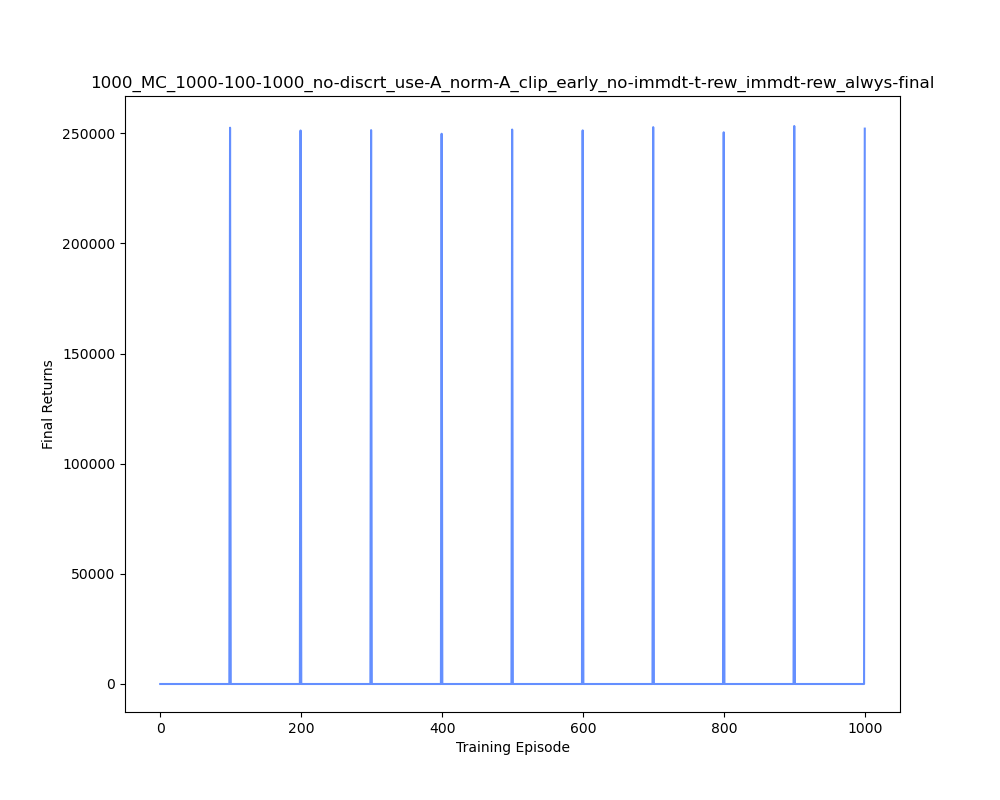 1000_MC_1000-100-1000_no-discrt_use-A_norm-A_clip_early_no-immdt-t-rew_immdt-rew_alwys-final
250000
200000
150000
100000
50000
0
Final Returns
0 200 400 600 800 1000
Training Episode